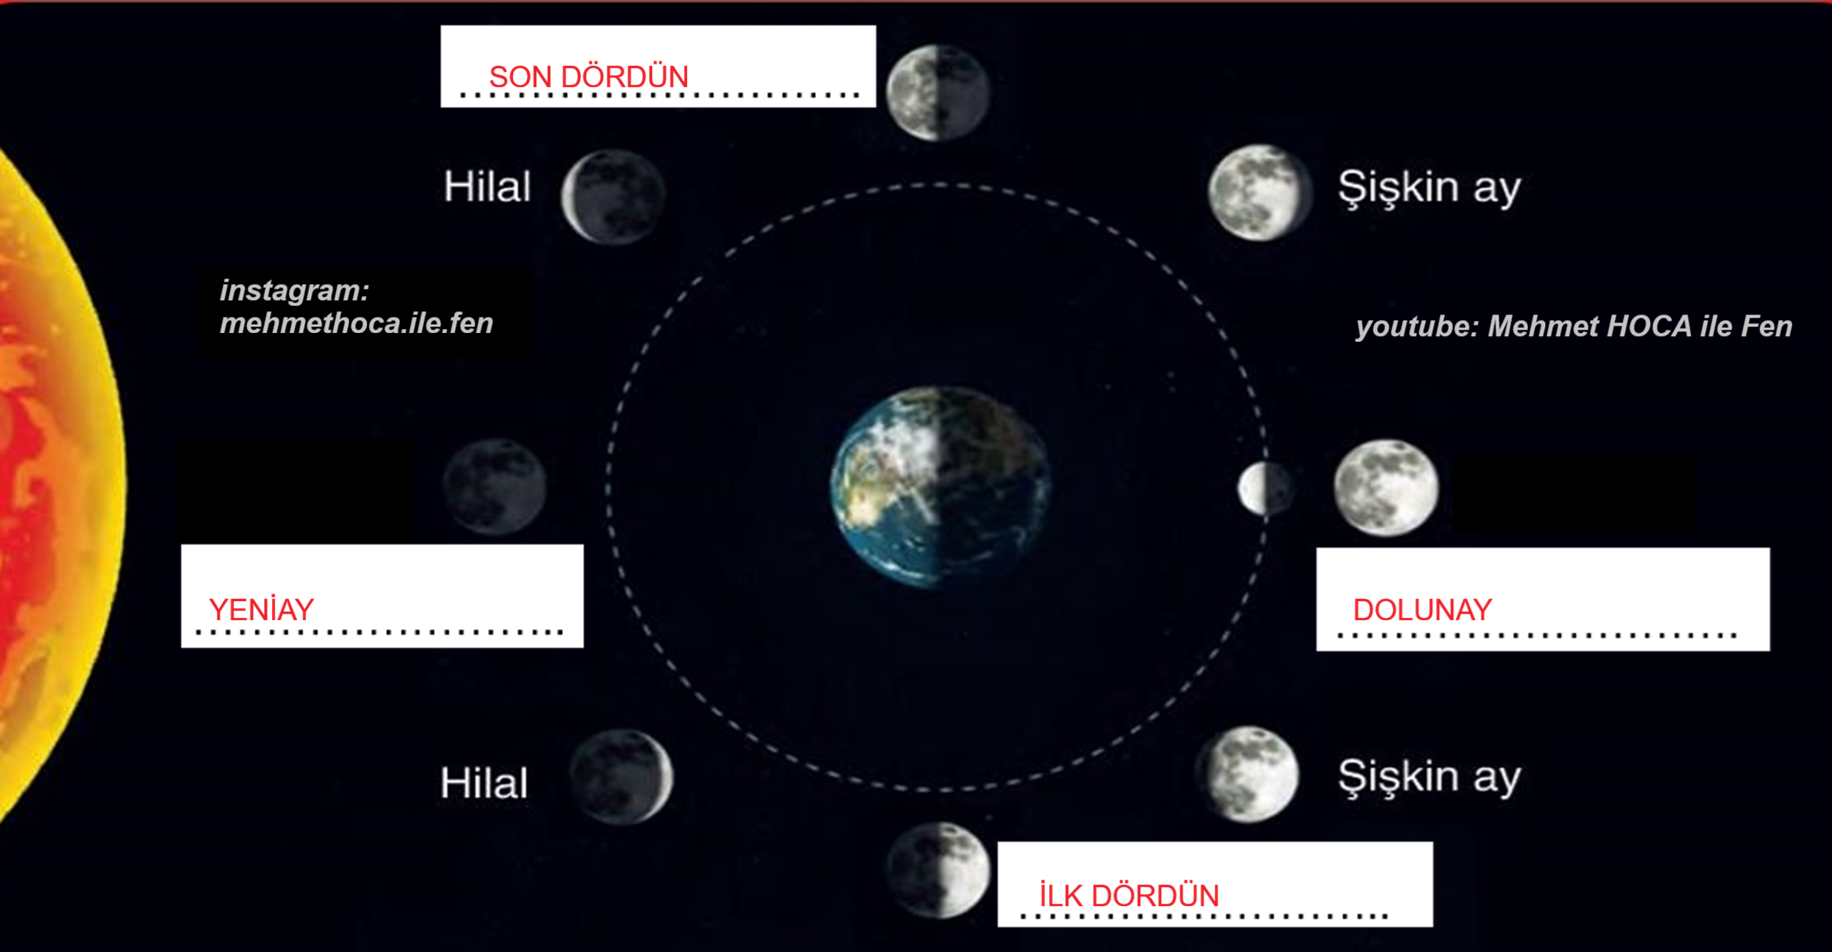 SON DÖRDÜN
Hilal
Şişkin ay
instagram:
mehmethoca.ile.fen
youtube: Mehmet HOCA ile Fen
YENİAY
DOLUNAY
Hilal
Şişkin ay
İLK DÖRDÜN